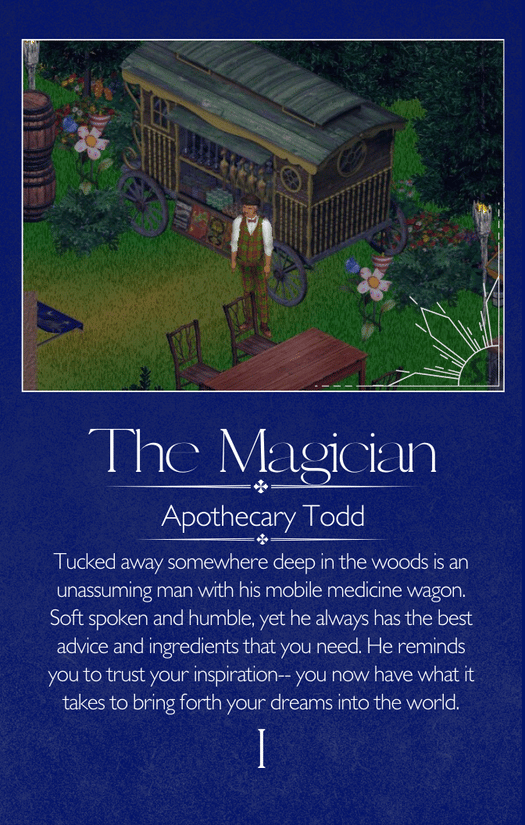 The Magician
Apothecary Todd
Tucked away somewhere deep in the woods is an
unassuming man with his mobile medicine wagon.
Soft spoken and humble, yet he always has the best
advice and ingredients that you need. He reminds
you to trust your inspiration-- you now have what it
takes to bring forth your dreams into the world.
I